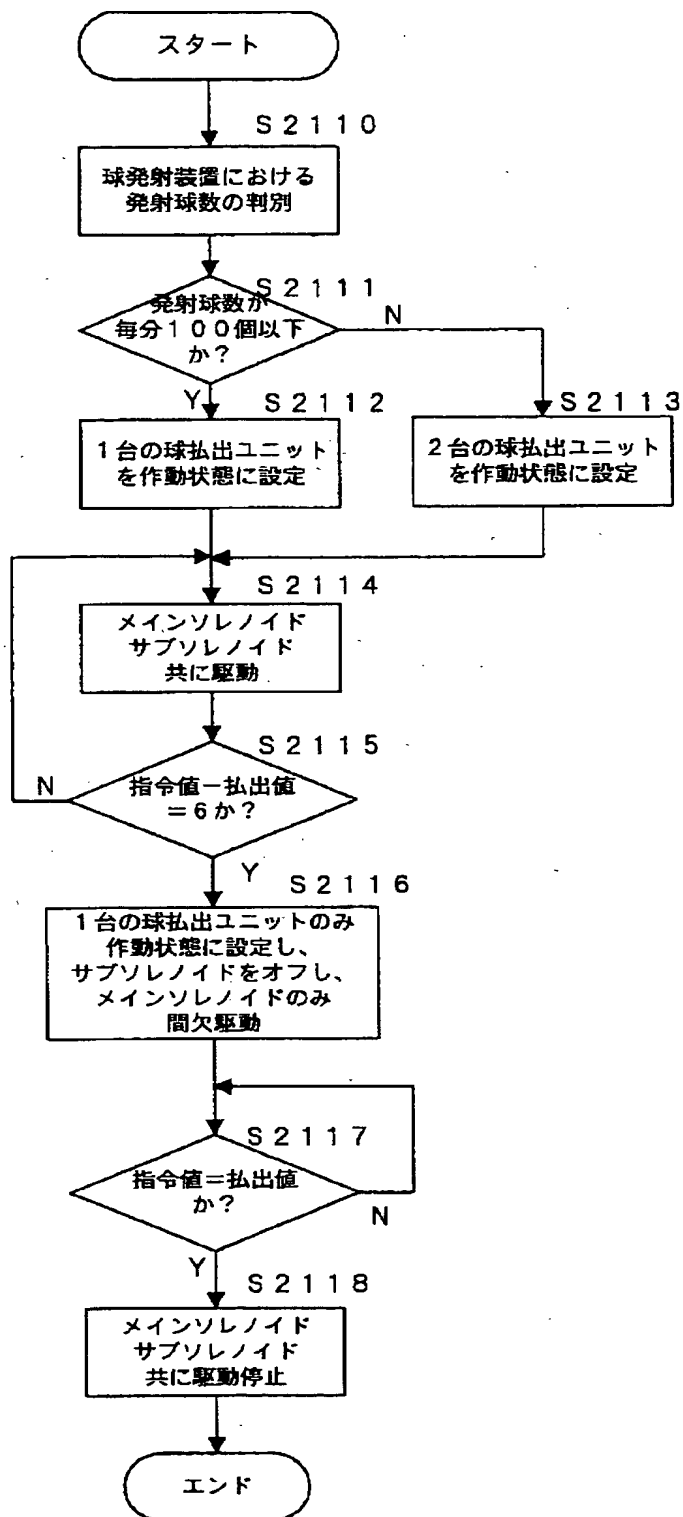 スタート
S2110
球発射装置における
発射球数の判別
S2111
発射球数が
毎分100個以下
か?
N
Y
S2112
1台の球払出ユニット
を作動状態に設定
S2113
2台の球払出ユニット
を作動状態に設定
S2114
メインソレノイド
サブソレノイド
共に駆動
S2115
指令値－払出値
=6か?
N
Y
S2116
1台の球払出ユニットのみ
作動状態に設定し、
サブソレノイドをオフし、
メインソレノイドのみ
間欠駆動
S2117
指令値=払出値
か?
N
Y
S2118
メインソレノイド
サブソレノイド
共に駆動停止
エンド